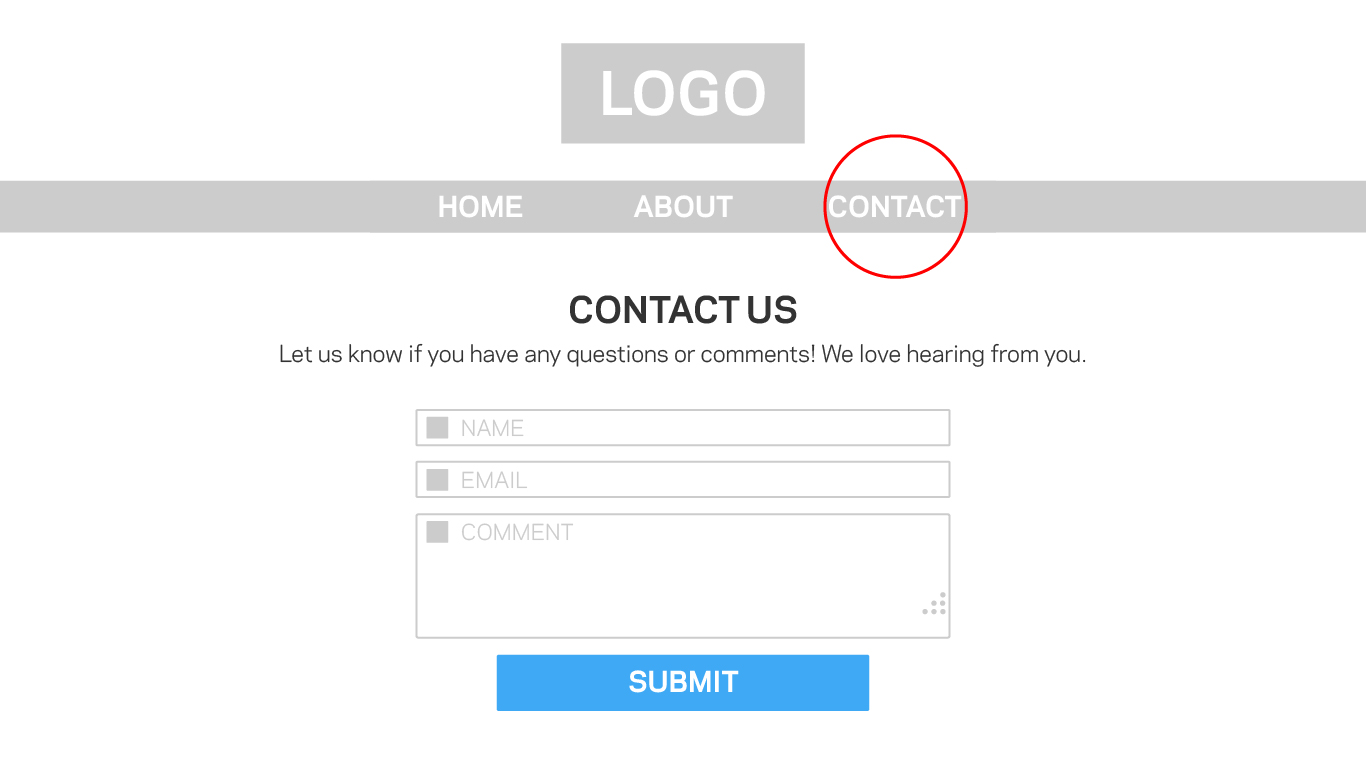 LOGO
HOME ABOUT CONTACT
CONTACT US
Let us know if you have any questions or comments! We love hearing from you.
NAME
EMAIL
COMMENT
SUBMIT